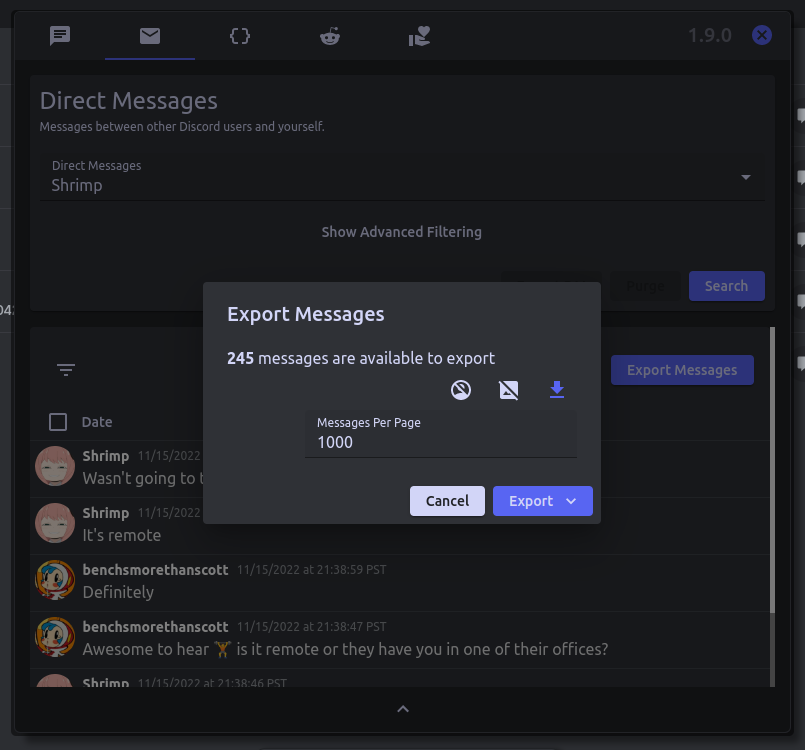 1.9.0
Direct Messages
Messages between other Discord users and yourself.
Direct Messages
Shrimp
Show Advanced Filtering
Purge
Search
Export Messages
245 messages are available to export
Messages Per Page
1000
Cancel
Export
Export Messages
Date
Shrimp 11/15/2022
Wasn't going to t
Shrimp 11/15/2022
It's remote
benchsmorethanscott 11/15/2022 at 21:38:59 PST
Definitely
benchsmorethanscott 11/15/2022 at 21:38:47 PST
Awesome to hear 🏋 is it remote or they have you in one of their offices?
Shrimp 11/15/2022 at 21:38:46 PST